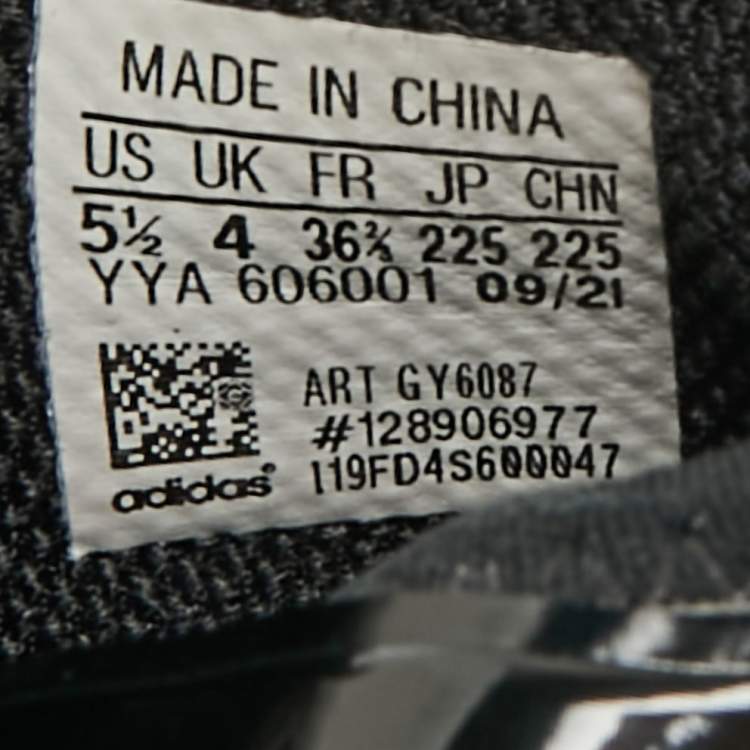 MADE IN CHINA
US UK FR JP CHN
5½ 4 36⅔ 225 225
YYA 606001 09/21
ART GY6087
#128906977
119FD4S600047
adidas®